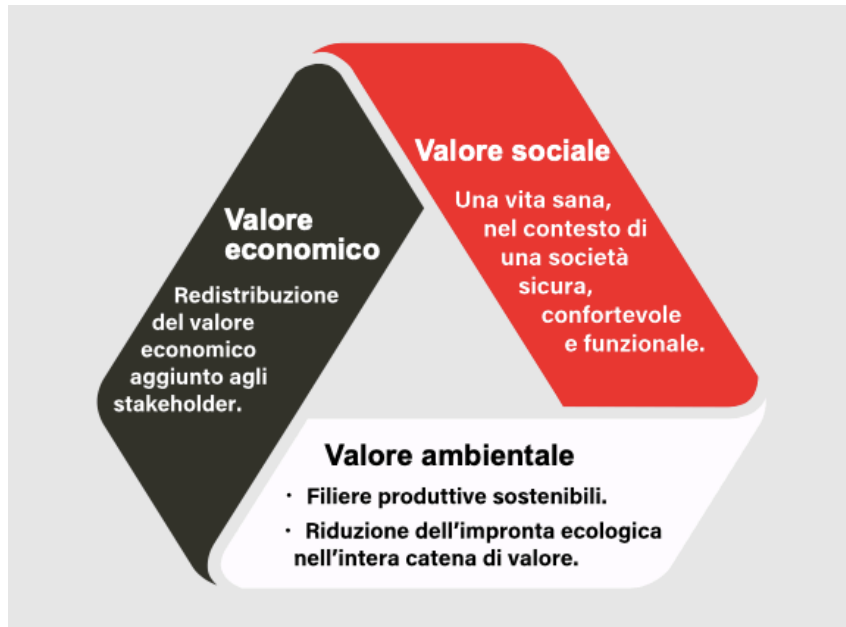 Valore sociale
Una vita sana,
nel contesto di
una società
sicura,
confortevole
e funzionale.
Valore
economico
Redistribuzione
del valore
economico
aggiunto agli
stakeholder.
Valore ambientale
· Filiere produttive sostenibili.
· Riduzione dell’impronta ecologica
nell’intera catena di valore.